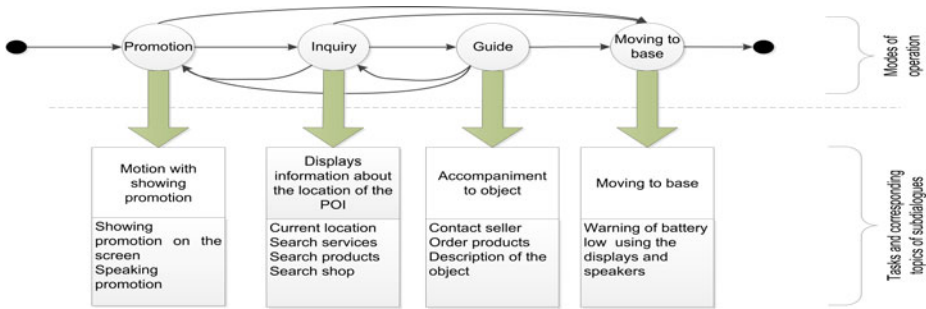 Promotion
Inquiry
Guide
Moving to
base
Modes of
operation
Motion with
showing
promotion
Showing
promotion on the
screen
Speaking
promotion
Displays
information about
the location of the
POI
Current location
Search services
Search products
Search shop
Accompaniment
to object
Contact seller
Order products
Description of the
object
Moving to base
Warning of battery
low using the
displays and
speakers
Tasks and corresponding
topics of subdialogues